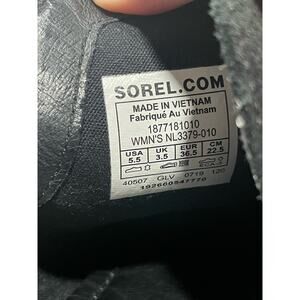 SOREL.COM
MADE IN VIETNAM
Fabriqué Au Vietnam
1877181010
WMN'S NL3379-010
USA UK EUR CM
5.5 3.5 36.5 22.5
40507 GLV 0719 120
192660547770